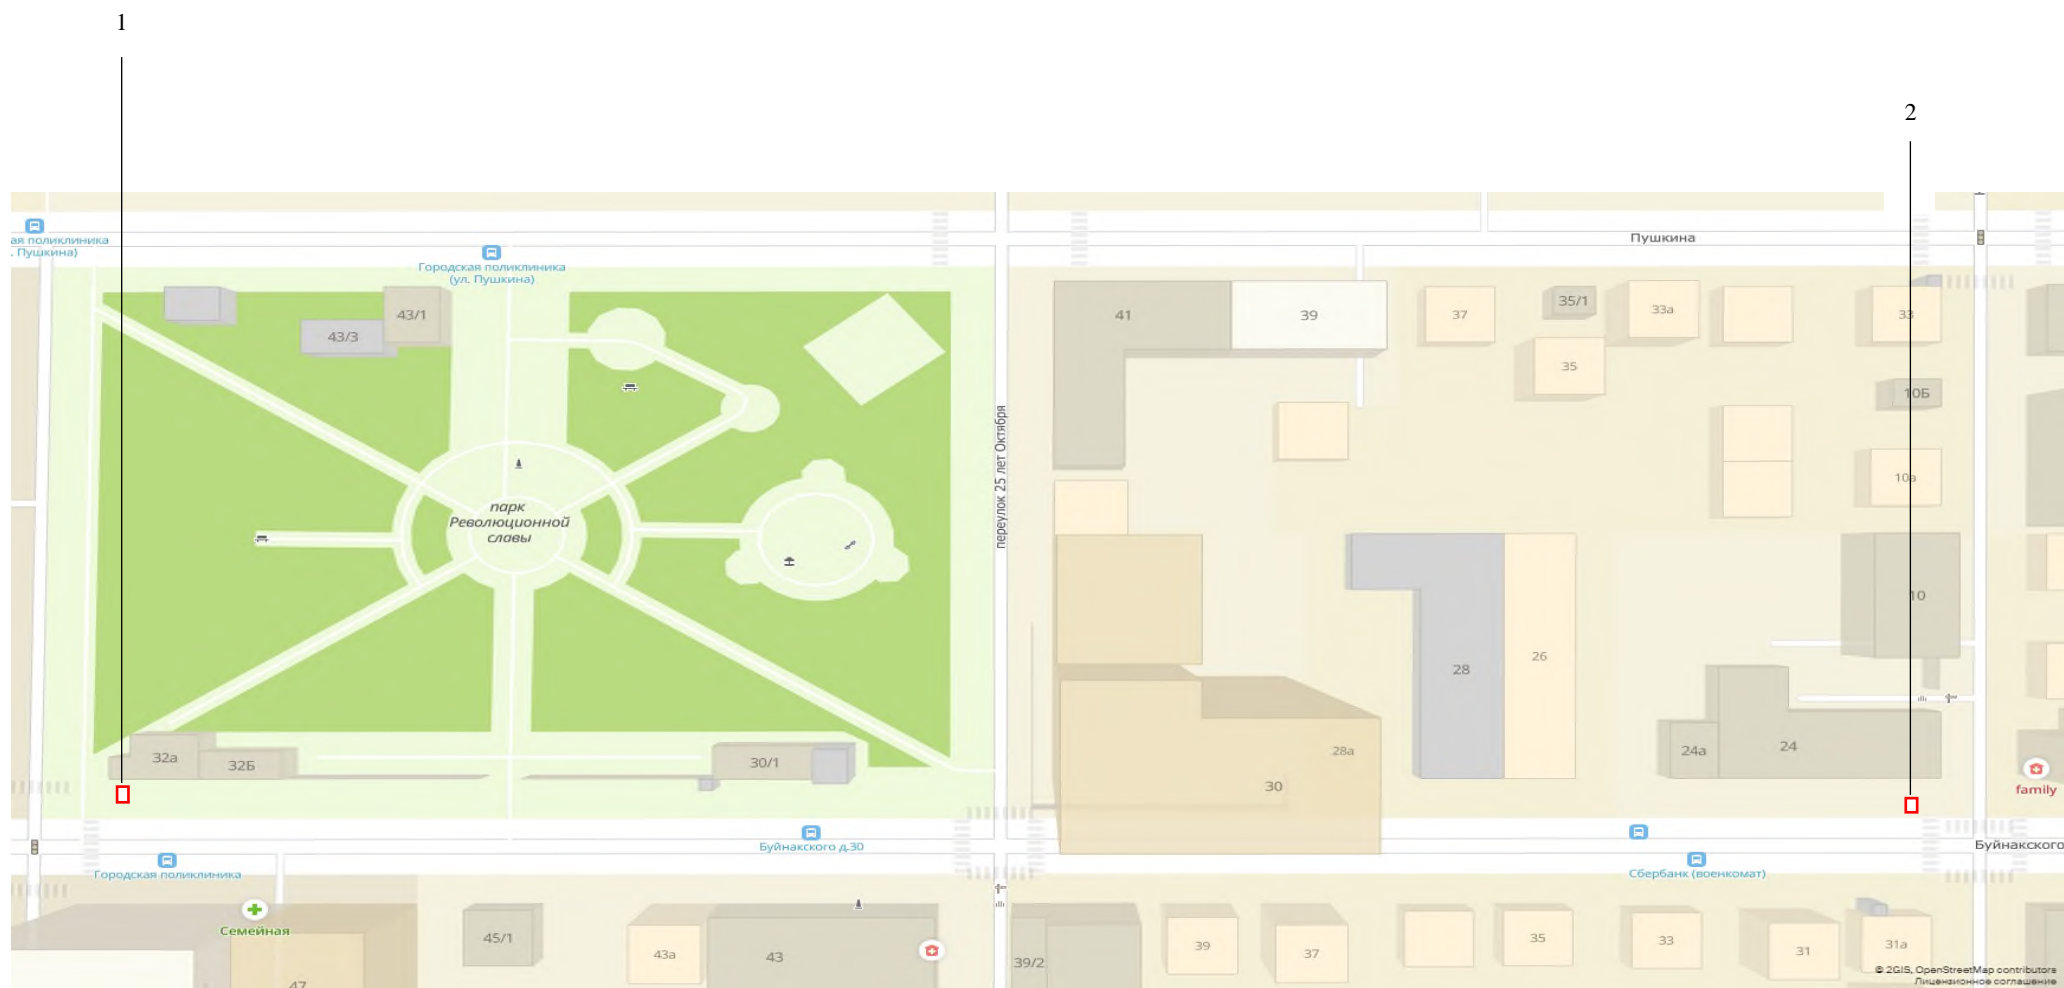 1
2
ая поликлиника
. Пушкина)
Городская поликлиника
(ул. Пушкина)
Пушкина
43/1
43/3
41
39
37
35/1
33а
33
35
10Б
10а
переулок 25 лет Октября
парк
Революционной
славы
10
28
26
32а
32Б
30/1
28а
30
24а
24
family
Буйнакского д.30
Буйнакского
Городская поликлиника
Сбербанк (военкомат)
Семейная
45/1
43а
43
39/2
39
37
35
33
31
31а
47
© 2GIS, OpenStreetMap contributors
Лицензионное соглашение